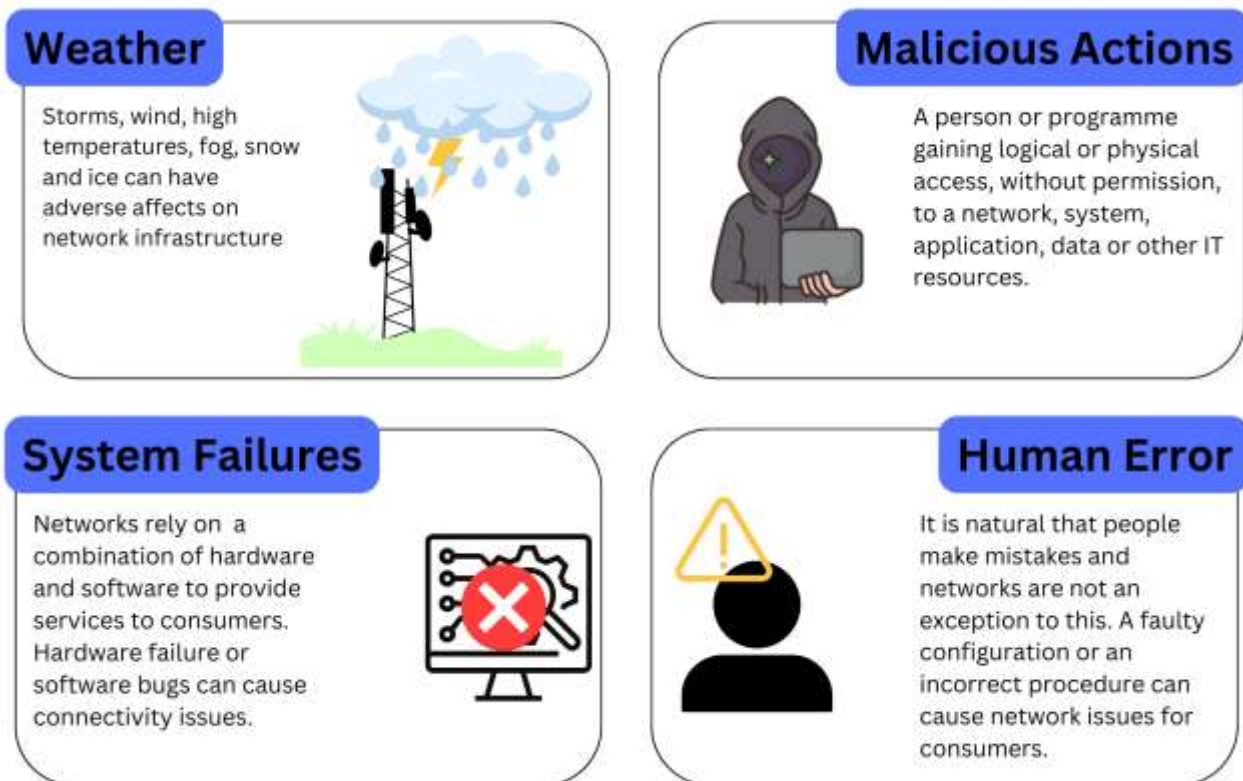 Weather
Storms, wind, high
temperatures, fog, snow
and ice can have
adverse affects on
network infrastructure
Malicious Actions
A person or programme
gaining logical or physical
access, without permission,
to a network, system,
application, data or other IT
resources.
System Failures
Networks rely on a
combination of hardware
and software to provide
services to consumers.
Hardware failure or
software bugs can cause
connectivity issues.
Human Error
It is natural that people
make mistakes and
networks are not an
exception to this. A faulty
configuration or an
incorrect procedure can
cause network issues for
consumers.